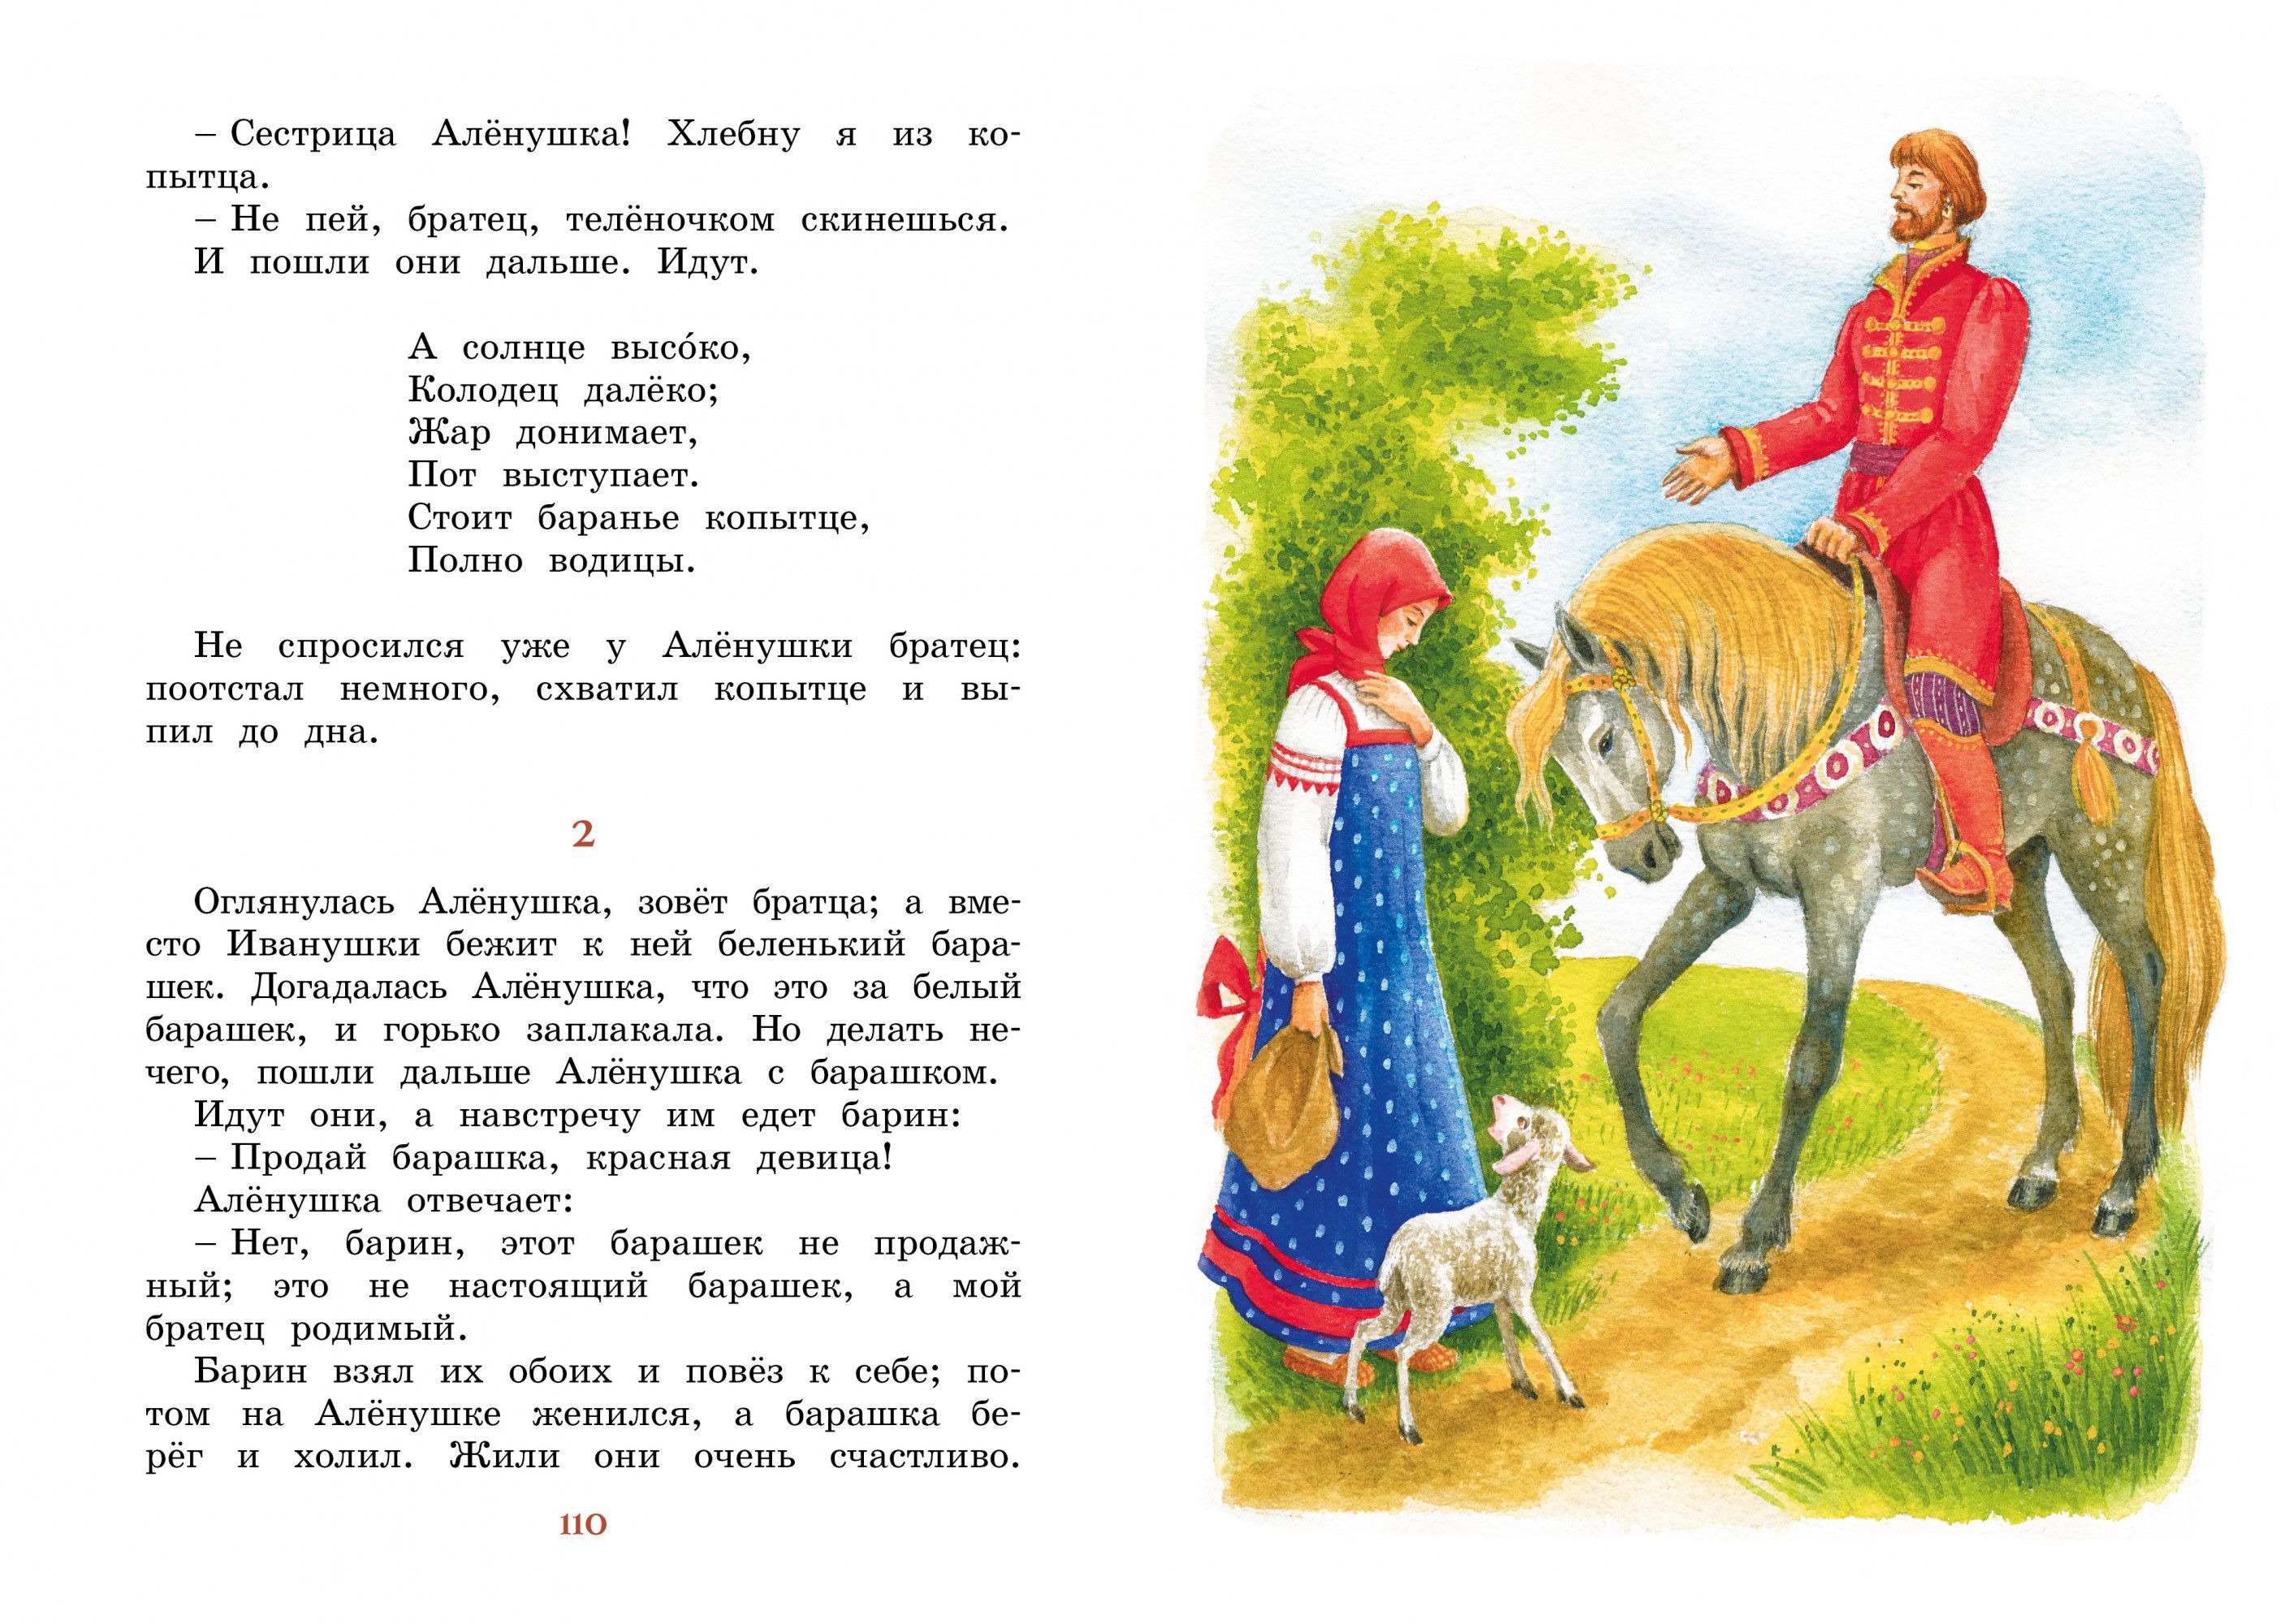 – Сестрица Алёнушка! Хлебну я из ко-
пытца.
– Не пей, братец, телёночком скинешься.
И пошли они дальше. Идут.
А солнце высо́ко,
Колодец далёко;
Жар донимает,
Пот выступает.
Стоит баранье копытце,
Полно водицы.
Не спросился уже у Алёнушки братец:
поотстал немного, схватил копытце и вы-
пил до дна.
2
Оглянулась Алёнушка, зовёт братца; а вме-
сто Иванушки бежит к ней беленький бара-
шек. Догадалась Алёнушка, что это за белый
барашек, и горько заплакала. Но делать не-
чего, пошли дальше Алёнушка с барашком.
Идут они, а навстречу им едет барин:
– Продай барашка, красная девица!
Алёнушка отвечает:
– Нет, барин, этот барашек не продаж-
ный; это не настоящий барашек, а мой
братец родимый.
Барин взял их обоих и повёз к себе; по-
том на Алёнушке женился, а барашка бе-
рёг и холил. Жили они очень счастливо.
110